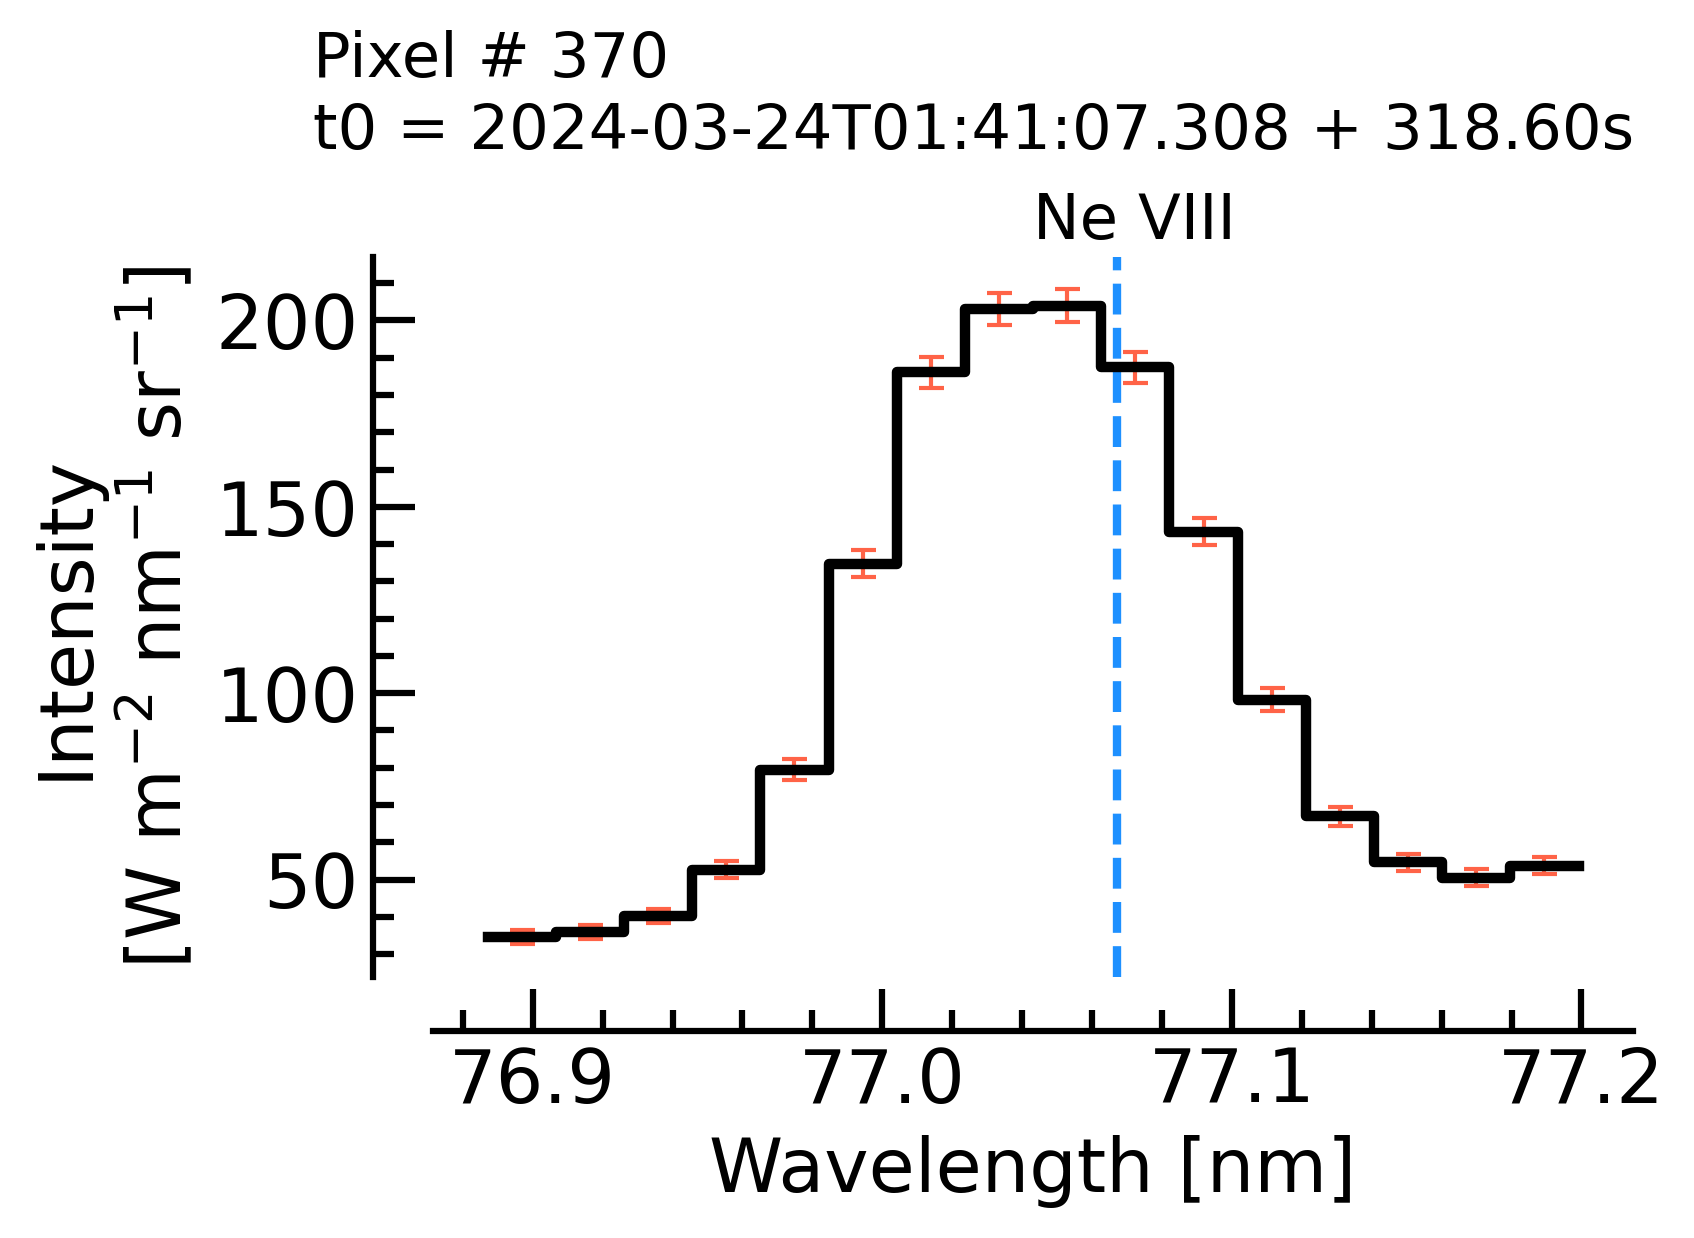 Pixel # 370
t0 = 2024-03-24T01:41:07.308 + 318.60s
Ne VIII
Intensity
[W m⁻² nm⁻¹ sr⁻¹]
200
150
100
50
76.9 77.0 77.1 77.2
Wavelength [nm]